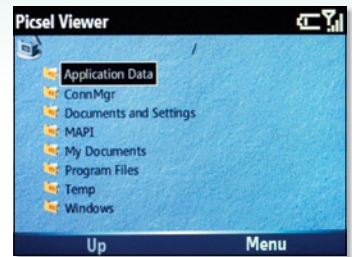 Picsel Viewer
/
Application Data
ConnMgr
Documents and Settings
MAPI
My Documents
Program Files
Temp
Windows
Up Menu